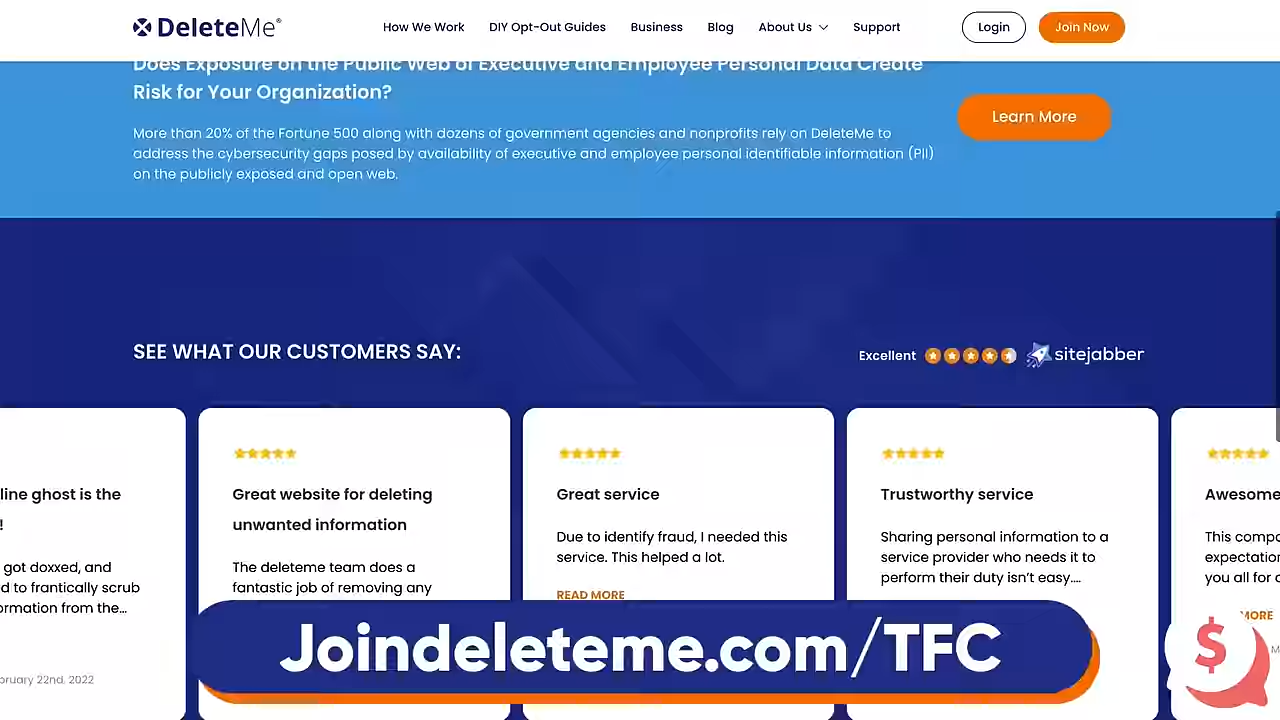 DeleteMe®
How We Work DIY Opt-Out Guides Business Blog About Us Support Login Join Now
Does Exposure on the Public Web of Executive and Employee Personal Data Create
Risk for Your Organization?
Learn More
More than 20% of the Fortune 500 along with dozens of government agencies and nonprofits rely on DeleteMe to
address the cybersecurity gaps posed by availability of executive and employee personal identifiable information (PII)
on the publicly exposed and open web.
SEE WHAT OUR CUSTOMERS SAY:
Excellent sitejabber
line ghost is the
!
got doxxed, and
d to frantically scrub
ormation from the...
bruary 22nd, 2022
Great website for deleting
unwanted information
The deleteme team does a
fantastic job of removing any
Great service
Due to identify fraud, I needed this
service. This helped a lot.
READ MORE
Trustworthy service
Sharing personal information to a
service provider who needs it to
perform their duty isn't easy....
Awesome
This compa
expectation
you all for c
MORE
Joindeleteme.com/TFC
$